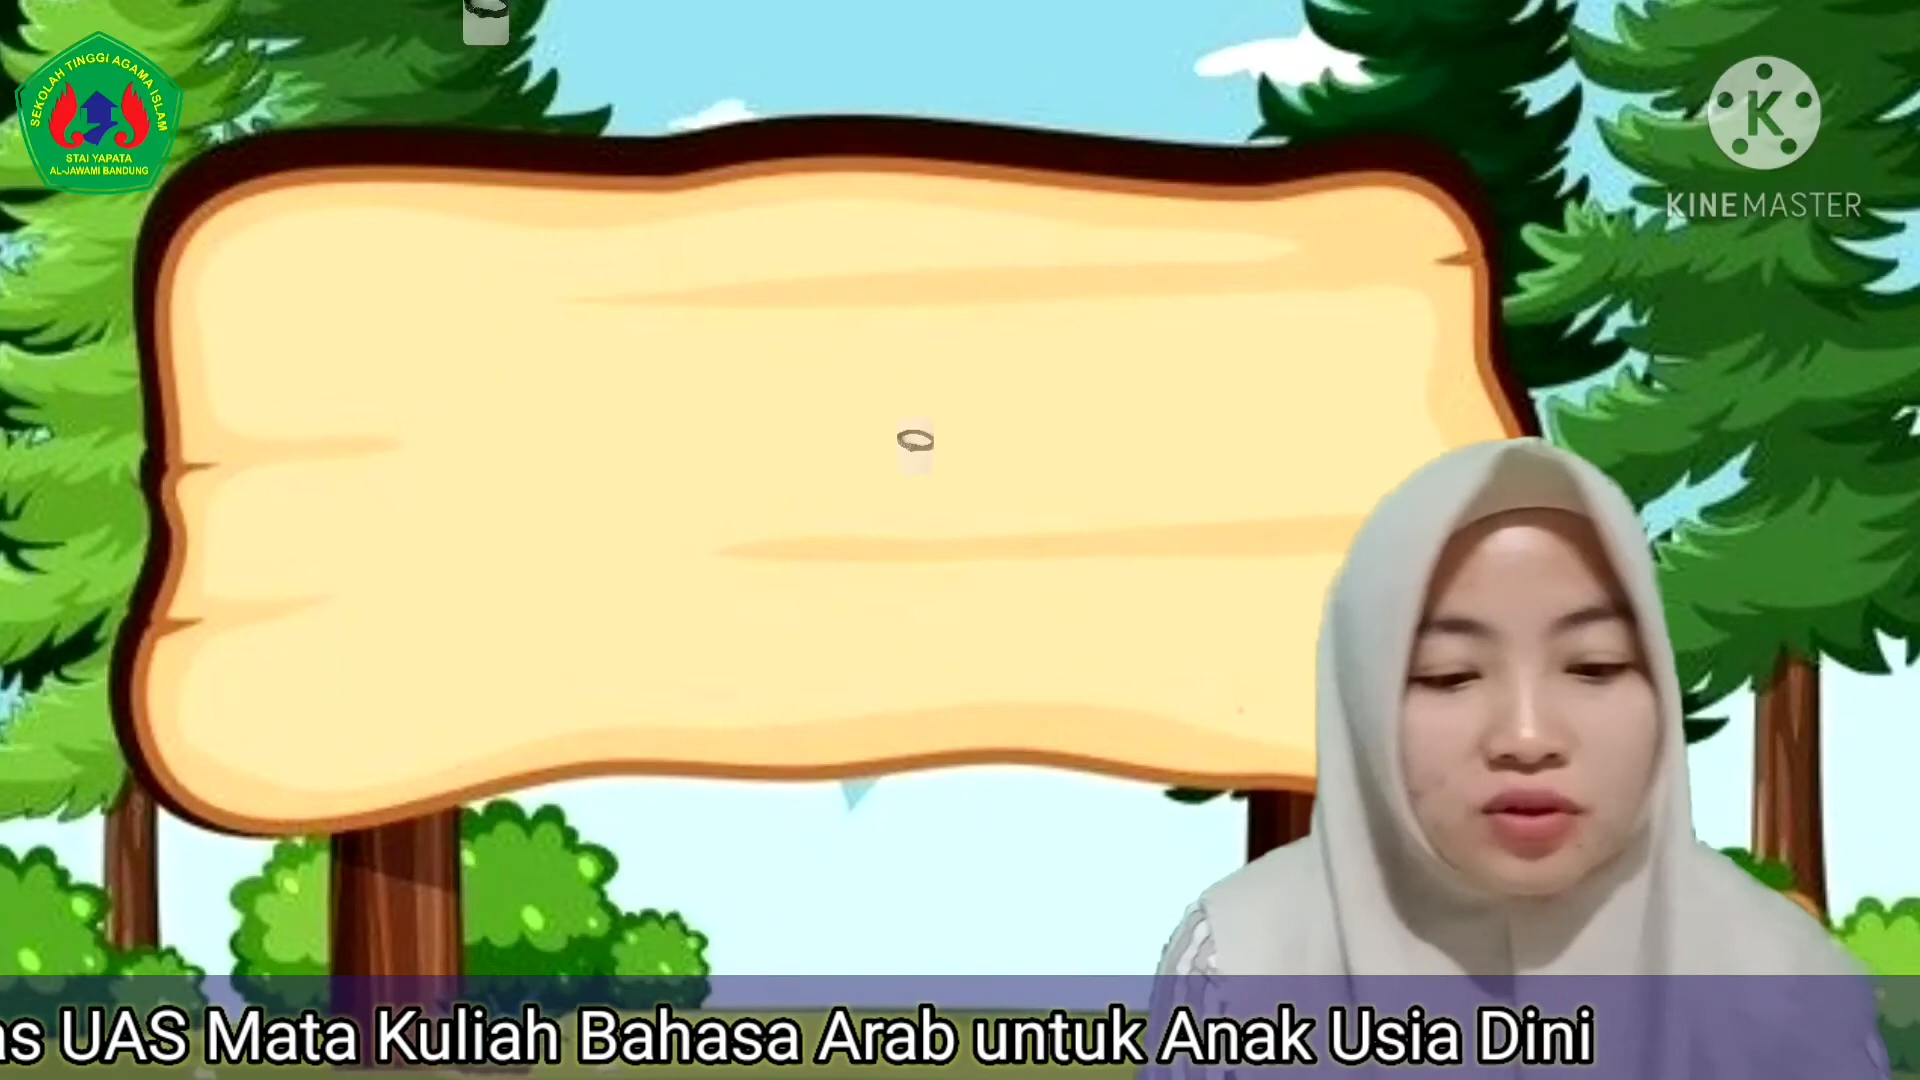 SEKOLAH TINGGI AGAMA ISLAM
STAI YAPATA
AL-JAWAMI BANDUNG
K
KINEMASTER
as UAS Mata Kuliah Bahasa Arab untuk Anak Usia Dini